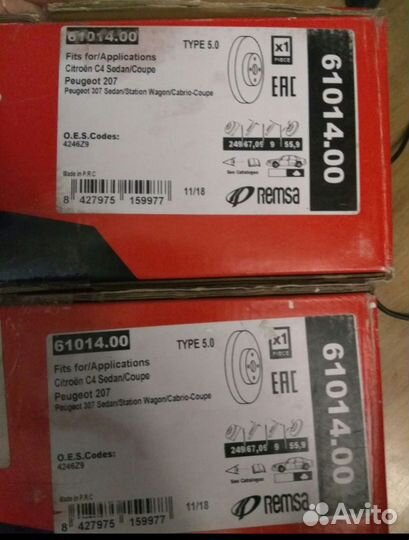 61014.00
TYPE 5.0
x1
PIECE
Fits for/Applications
Citroën C4 Sedan/Coupe
Peugeot 207
Peugeot 307 Sedan/Station Wagon/Cabrio-Coupe
EAC
61014.00
O.E.S.Codes:
4246Z9
249 67,05 9 55,9
See Catalogue
Made in P.R.C
11/18
8 427975 159977
Remsa
61014.00
TYPE 5.0
x1
PIECE
Fits for/Applications
Citroën C4 Sedan/Coupe
Peugeot 207
Peugeot 307 Sedan/Station Wagon/Cabrio-Coupe
EAC
61014.00
O.E.S.Codes:
4246Z9
249 67,05 9 55,9
See Catalogue
Made in P.R.C
11/18
8 427975 159977
Remsa
Avito